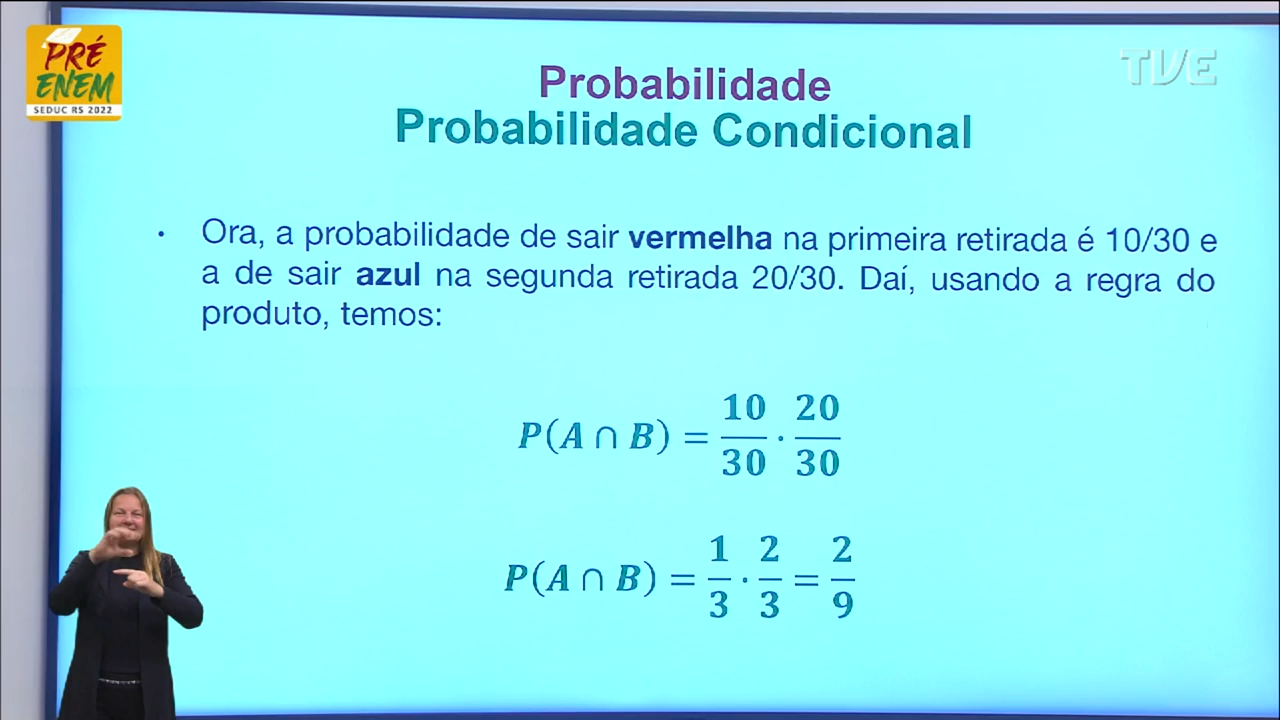 PRÉ
ENEM
SEDUC RS 2022
TVE
Probabilidade
Probabilidade Condicional
• Ora, a probabilidade de sair vermelha na primeira retirada é 10/30 e
a de sair azul na segunda retirada 20/30. Daí, usando a regra do
produto, temos:
P(A ∩ B) = 10/30 · 20/30
P(A ∩ B) = 1/3 · 2/3 = 2/9